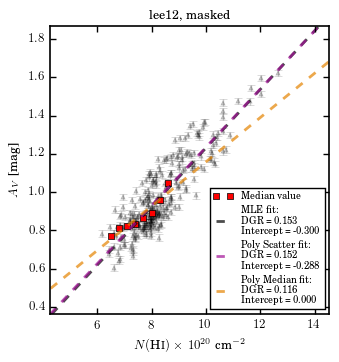 lee12, masked
A_V [mag]
1.8
1.6
1.4
1.2
1.0
0.8
0.6
0.4
Median value
MLE fit:
DGR = 0.153
Intercept = -0.300
Poly Scatter fit:
DGR = 0.152
Intercept = -0.288
Poly Median fit:
DGR = 0.116
Intercept = 0.000
6 8 10 12 14
N(HI) × 10^20 cm^−2